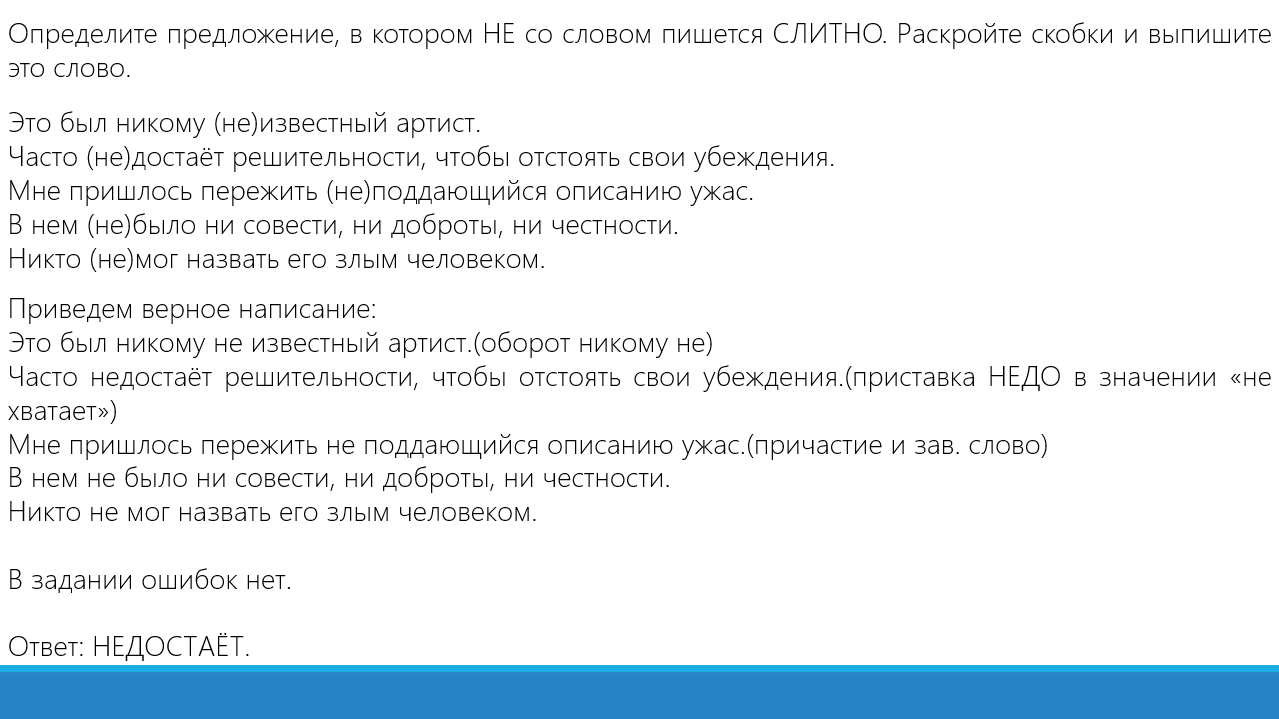 Определите предложение, в котором НЕ со словом пишется СЛИТНО. Раскройте скобки и выпишите
это слово.
Это был никому (не)известный артист.
Часто (не)достаёт решительности, чтобы отстоять свои убеждения.
Мне пришлось пережить (не)поддающийся описанию ужас.
В нем (не)было ни совести, ни доброты, ни честности.
Никто (не)мог назвать его злым человеком.
Приведем верное написание:
Это был никому не известный артист.(оборот никому не)
Часто недостаёт решительности, чтобы отстоять свои убеждения.(приставка НЕДО в значении «не
хватает»)
Мне пришлось пережить не поддающийся описанию ужас.(причастие и зав. слово)
В нем не было ни совести, ни доброты, ни честности.
Никто не мог назвать его злым человеком.
В задании ошибок нет.
Ответ: НЕДОСТАЁТ.